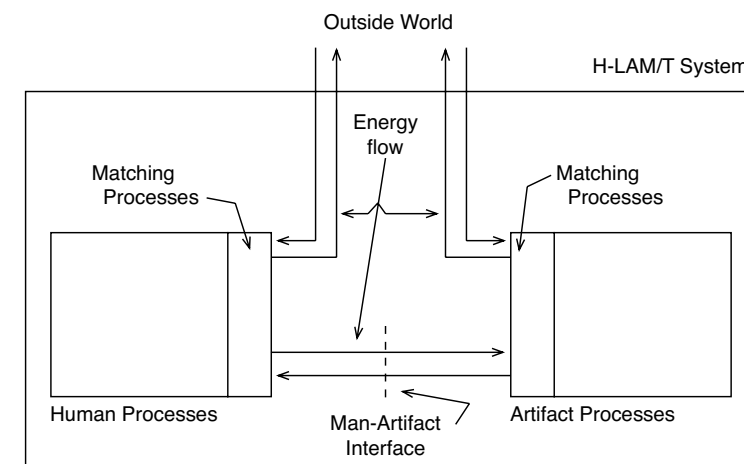 Outside World
H-LAM/T System
Energy
flow
Matching
Processes
Matching
Processes
Human Processes
Man-Artifact
Interface
Artifact Processes